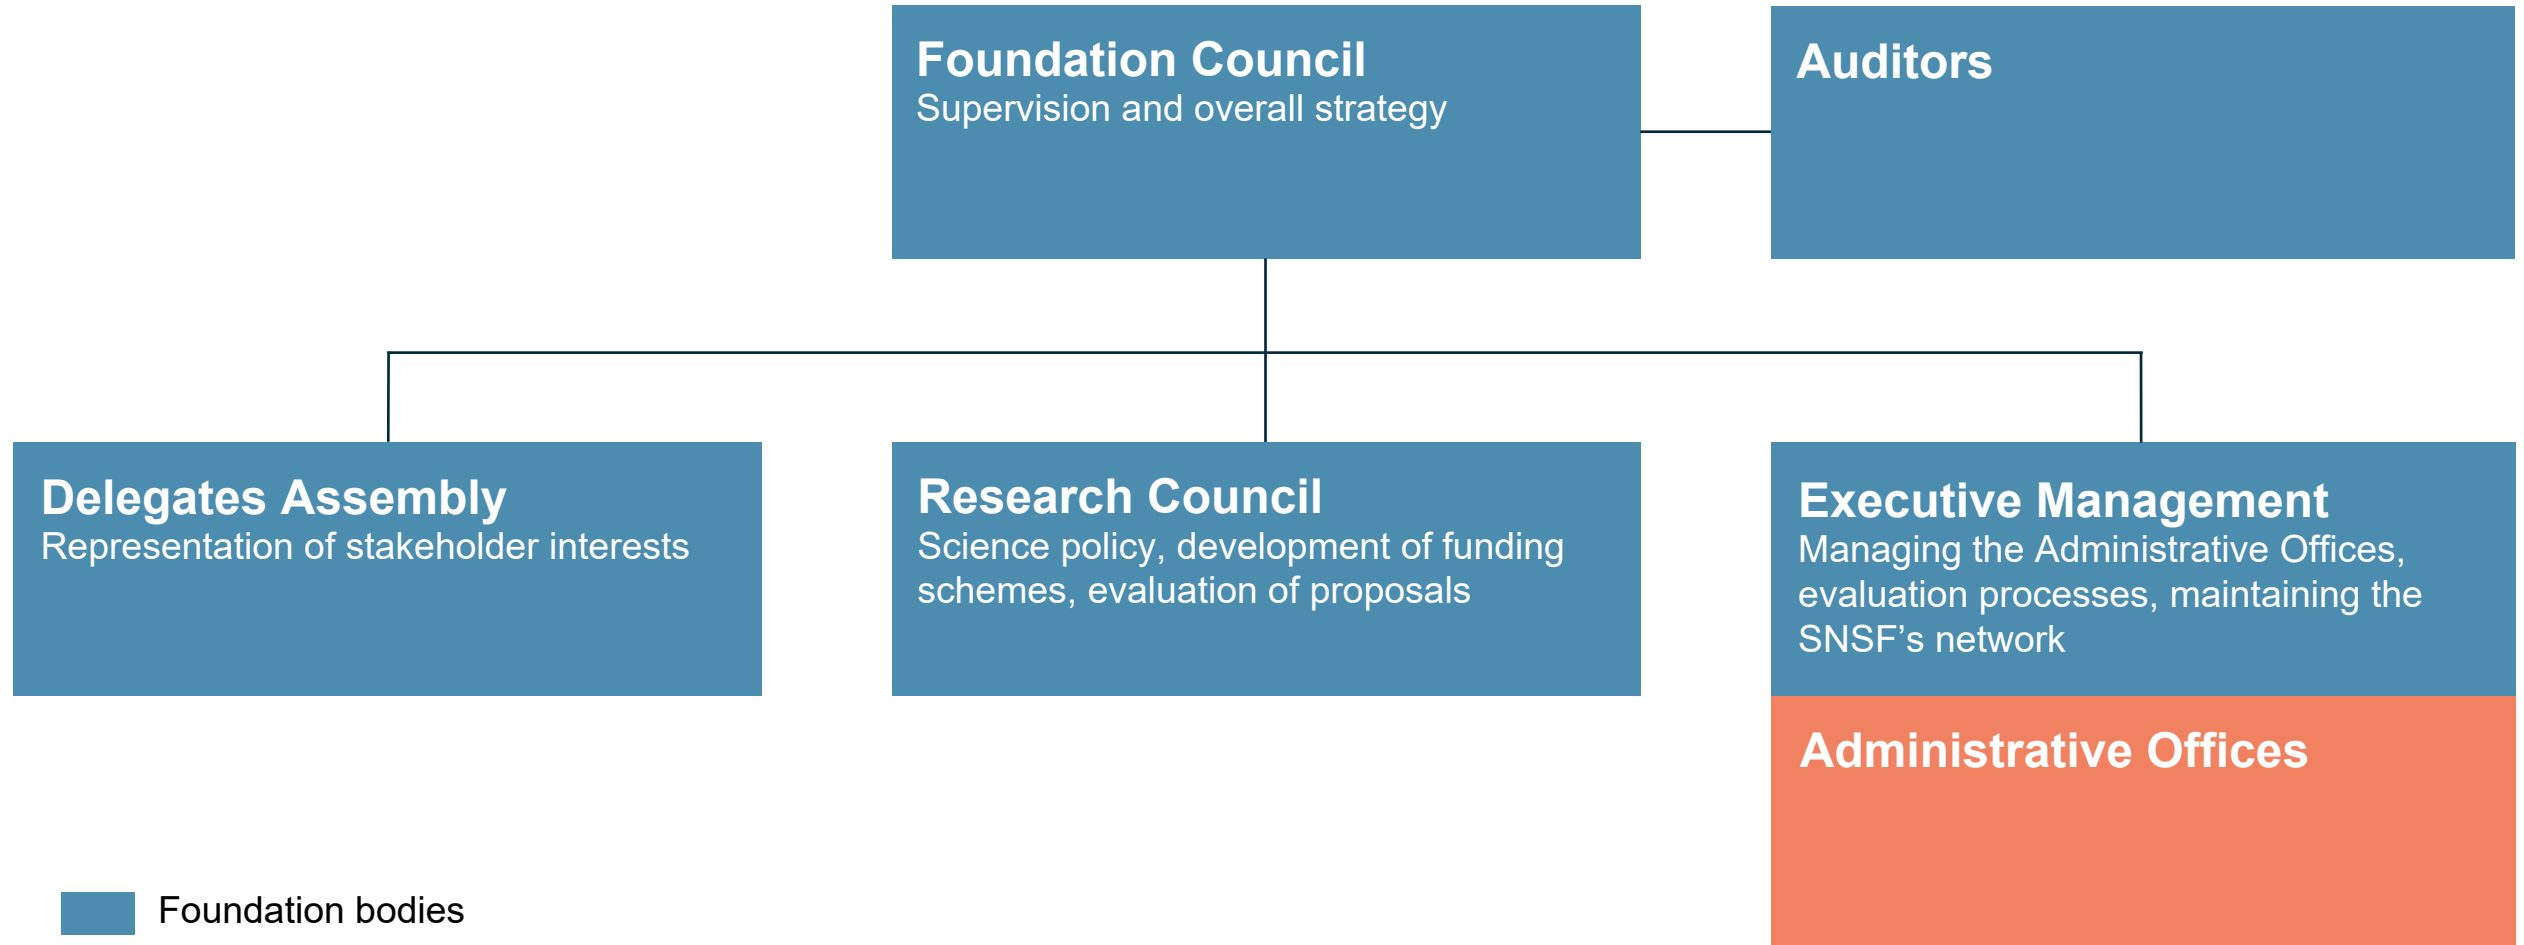 Foundation Council
Supervision and overall strategy
Auditors
Delegates Assembly
Representation of stakeholder interests
Research Council
Science policy, development of funding
schemes, evaluation of proposals
Executive Management
Managing the Administrative Offices,
evaluation processes, maintaining the
SNSF’s network
Administrative Offices
Foundation bodies